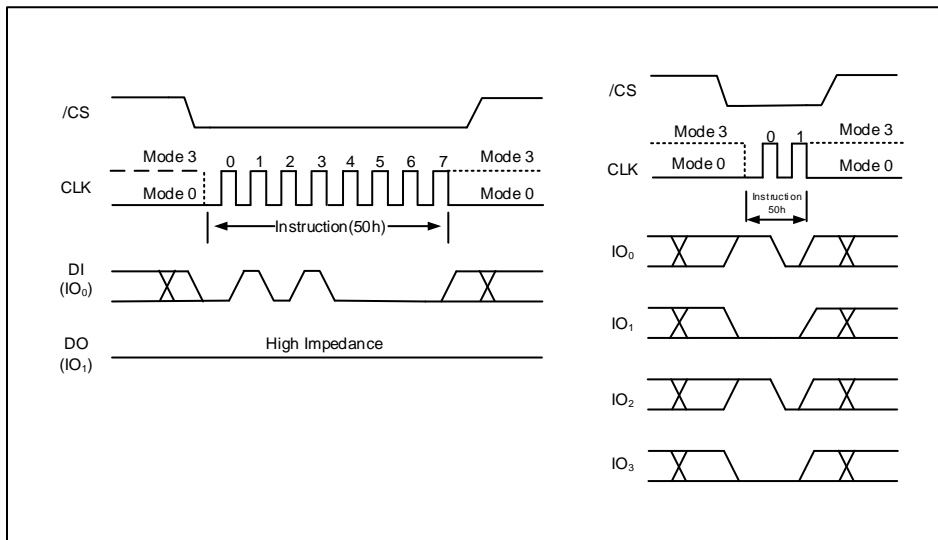 /CS
Mode 3
0 1 2 3 4 5 6 7
Mode 3
CLK
Mode 0
Mode 0
Instruction(50h)
DI
(IO0)
DO
(IO1)
High Impedance
/CS
Mode 3
0 1
Mode 3
CLK
Mode 0
Mode 0
Instruction
50h
IO0
IO1
IO2
IO3